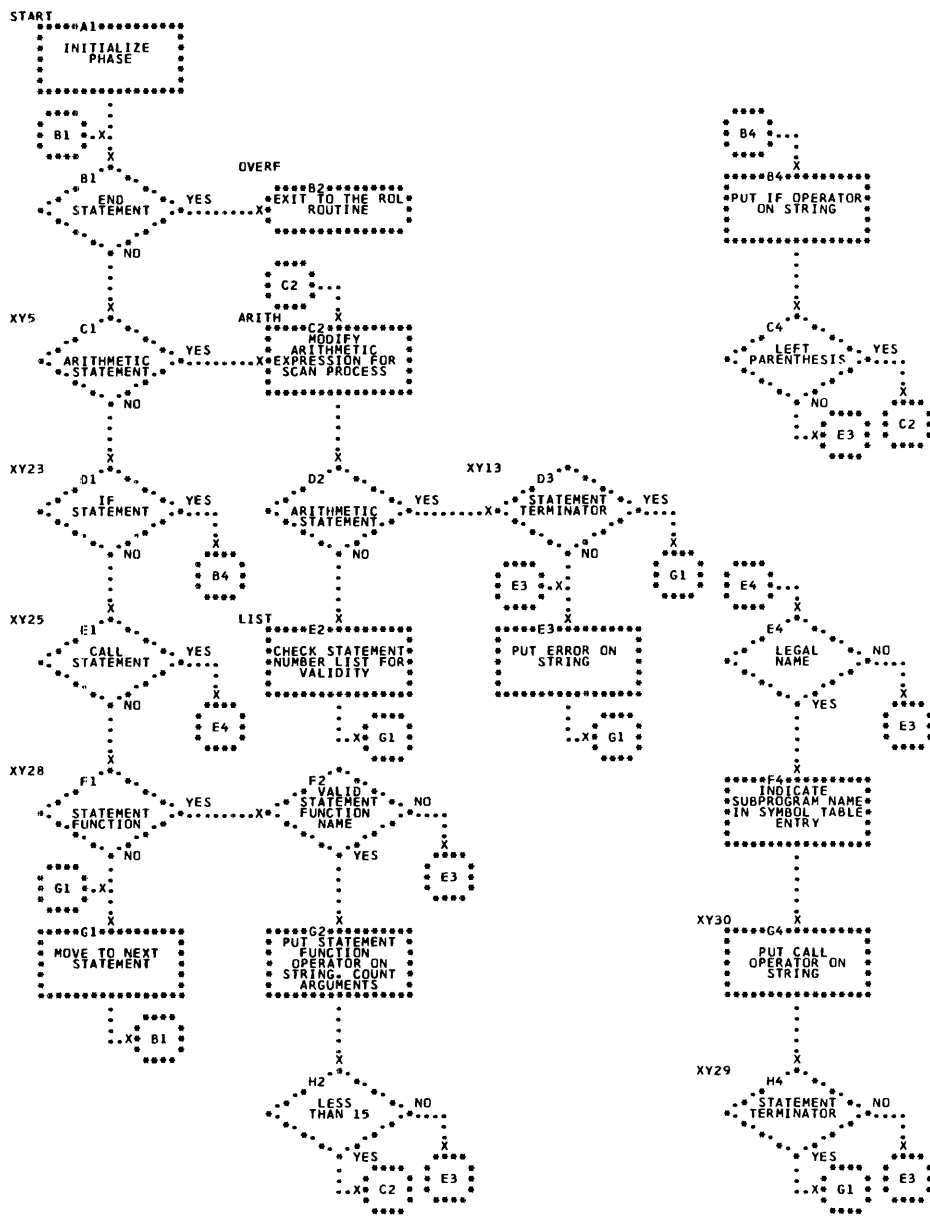 START
A1
INITIALIZE
PHASE
B1
B1
END
STATEMENT
YES
NO
OVERF
B2
EXIT TO THE ROL
ROUTINE
B4
B4
PUT IF OPERATOR
ON STRING
C2
XY5
C1
ARITHMETIC
STATEMENT
YES
NO
ARITH
C2
MODIFY
ARITHMETIC
EXPRESSION FOR
SCAN PROCESS
C4
LEFT
PARENTHESIS
YES
NO
E3
C2
XY23
D1
IF
STATEMENT
YES
NO
B4
D2
ARITHMETIC
STATEMENT
YES
NO
XY13
D3
STATEMENT
TERMINATOR
YES
NO
G1
E3
E4
XY25
E1
CALL
STATEMENT
YES
NO
E4
LIST
E2
CHECK STATEMENT
NUMBER LIST FOR
VALIDITY
G1
E3
PUT ERROR ON
STRING
G1
E4
LEGAL
NAME
NO
YES
E3
XY28
F1
STATEMENT
FUNCTION
YES
NO
F2
VALID
STATEMENT
FUNCTION
NAME
NO
YES
E3
F4
INDICATE
SUBPROGRAM NAME
IN SYMBOL TABLE
ENTRY
G1
G1
MOVE TO NEXT
STATEMENT
B1
G2
PUT STATEMENT
FUNCTION
OPERATOR ON
STRING. COUNT
ARGUMENTS
XY30
G4
PUT CALL
OPERATOR ON
STRING
H2
LESS
THAN 15
NO
YES
C2
E3
XY29
H4
STATEMENT
TERMINATOR
NO
YES
G1
E3